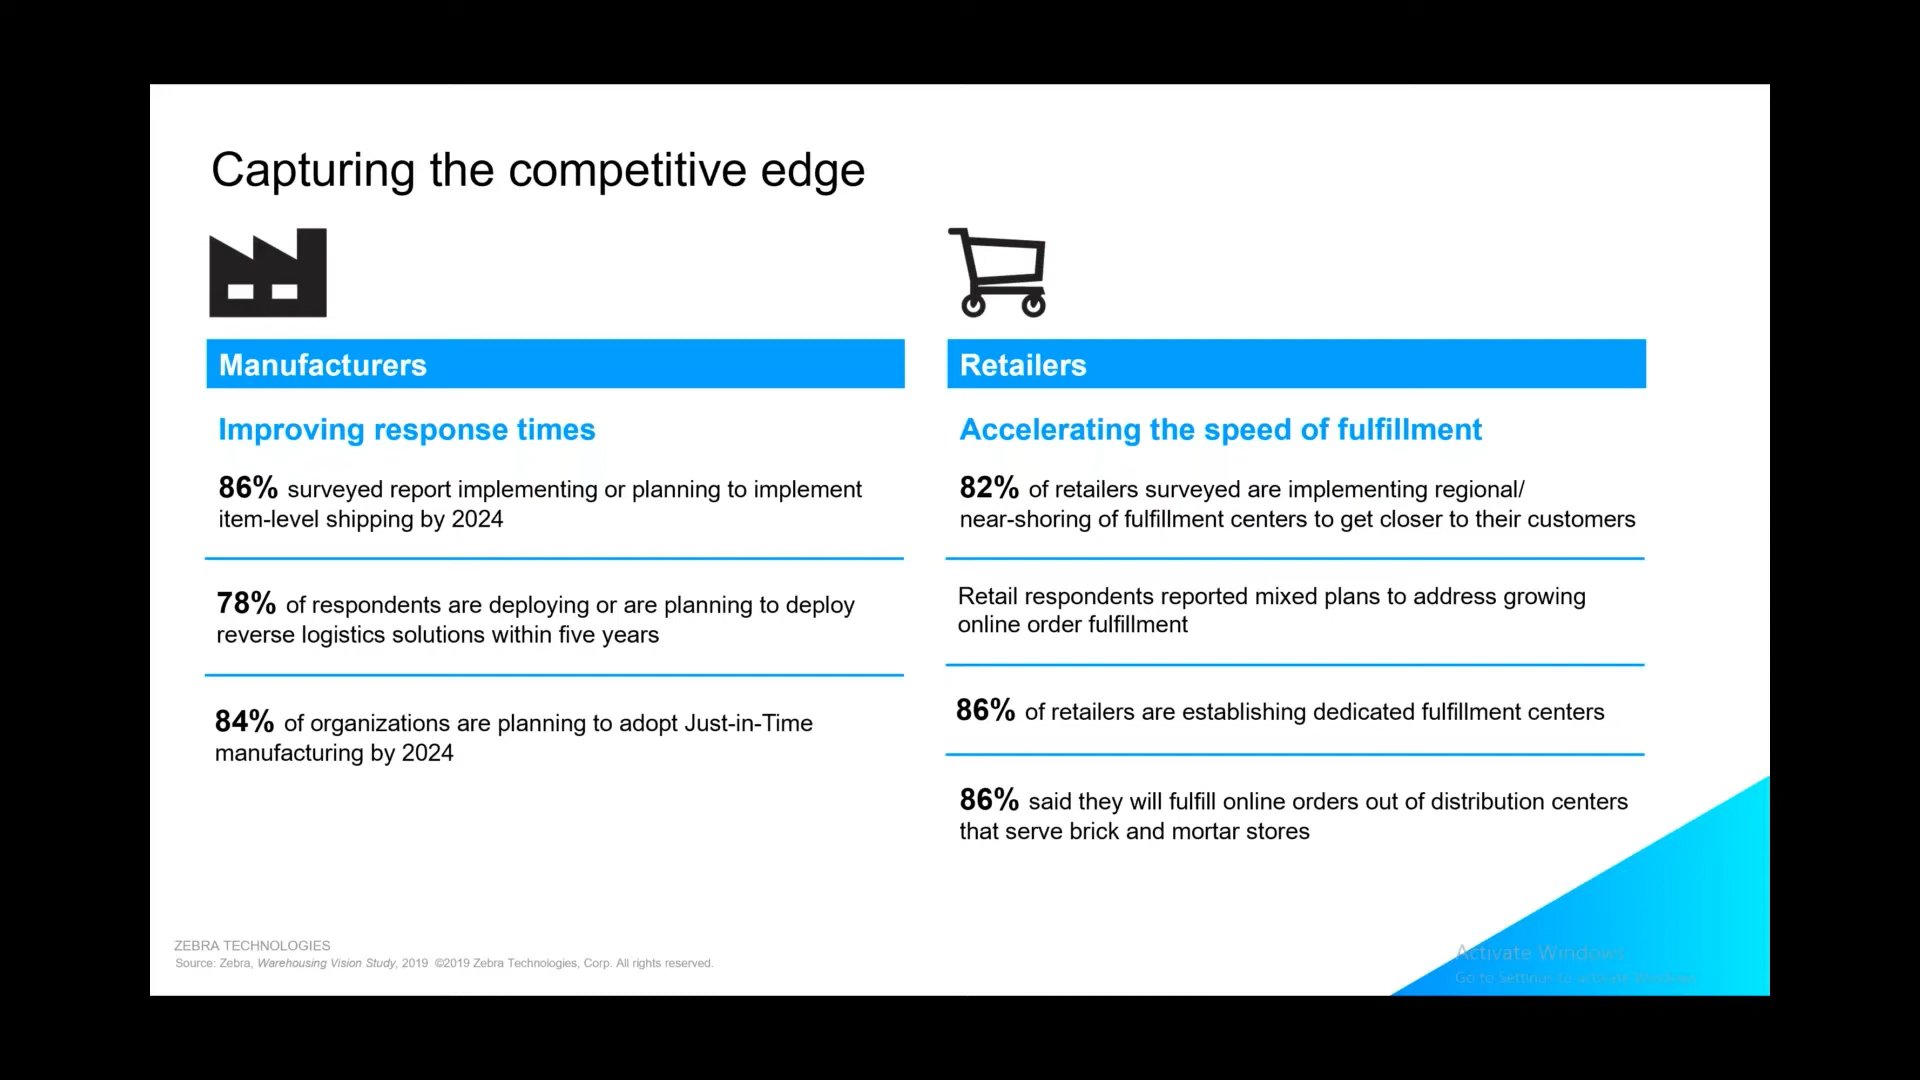 Capturing the competitive edge
Manufacturers
Improving response times
86% surveyed report implementing or planning to implement
item-level shipping by 2024
78% of respondents are deploying or are planning to deploy
reverse logistics solutions within five years
84% of organizations are planning to adopt Just-in-Time
manufacturing by 2024
Retailers
Accelerating the speed of fulfillment
82% of retailers surveyed are implementing regional/
near-shoring of fulfillment centers to get closer to their customers
Retail respondents reported mixed plans to address growing
online order fulfillment
86% of retailers are establishing dedicated fulfillment centers
86% said they will fulfill online orders out of distribution centers
that serve brick and mortar stores
ZEBRA TECHNOLOGIES
Source: Zebra, Warehousing Vision Study, 2019 ©2019 Zebra Technologies, Corp. All rights reserved.
Activate Windows
Go to Settings to activate Windows.